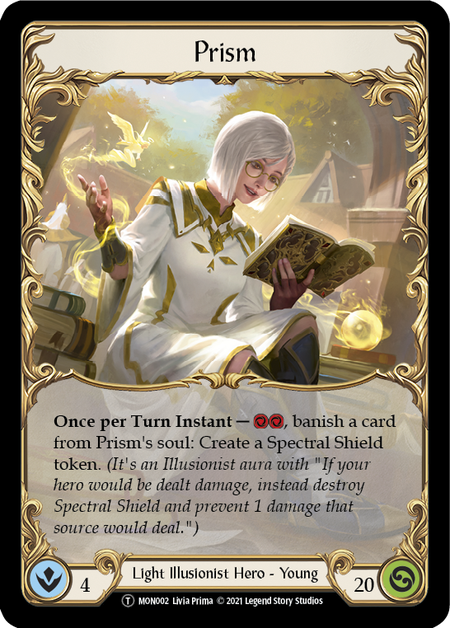 Prism
Once per Turn Instant — , banish a card
from Prism's soul: Create a Spectral Shield
token. (It's an Illusionist aura with "If your
hero would be dealt damage, instead destroy
Spectral Shield and prevent 1 damage that
source would deal.")
4
Light Illusionist Hero - Young
20
T MON002 Livia Prima © 2021 Legend Story Studios